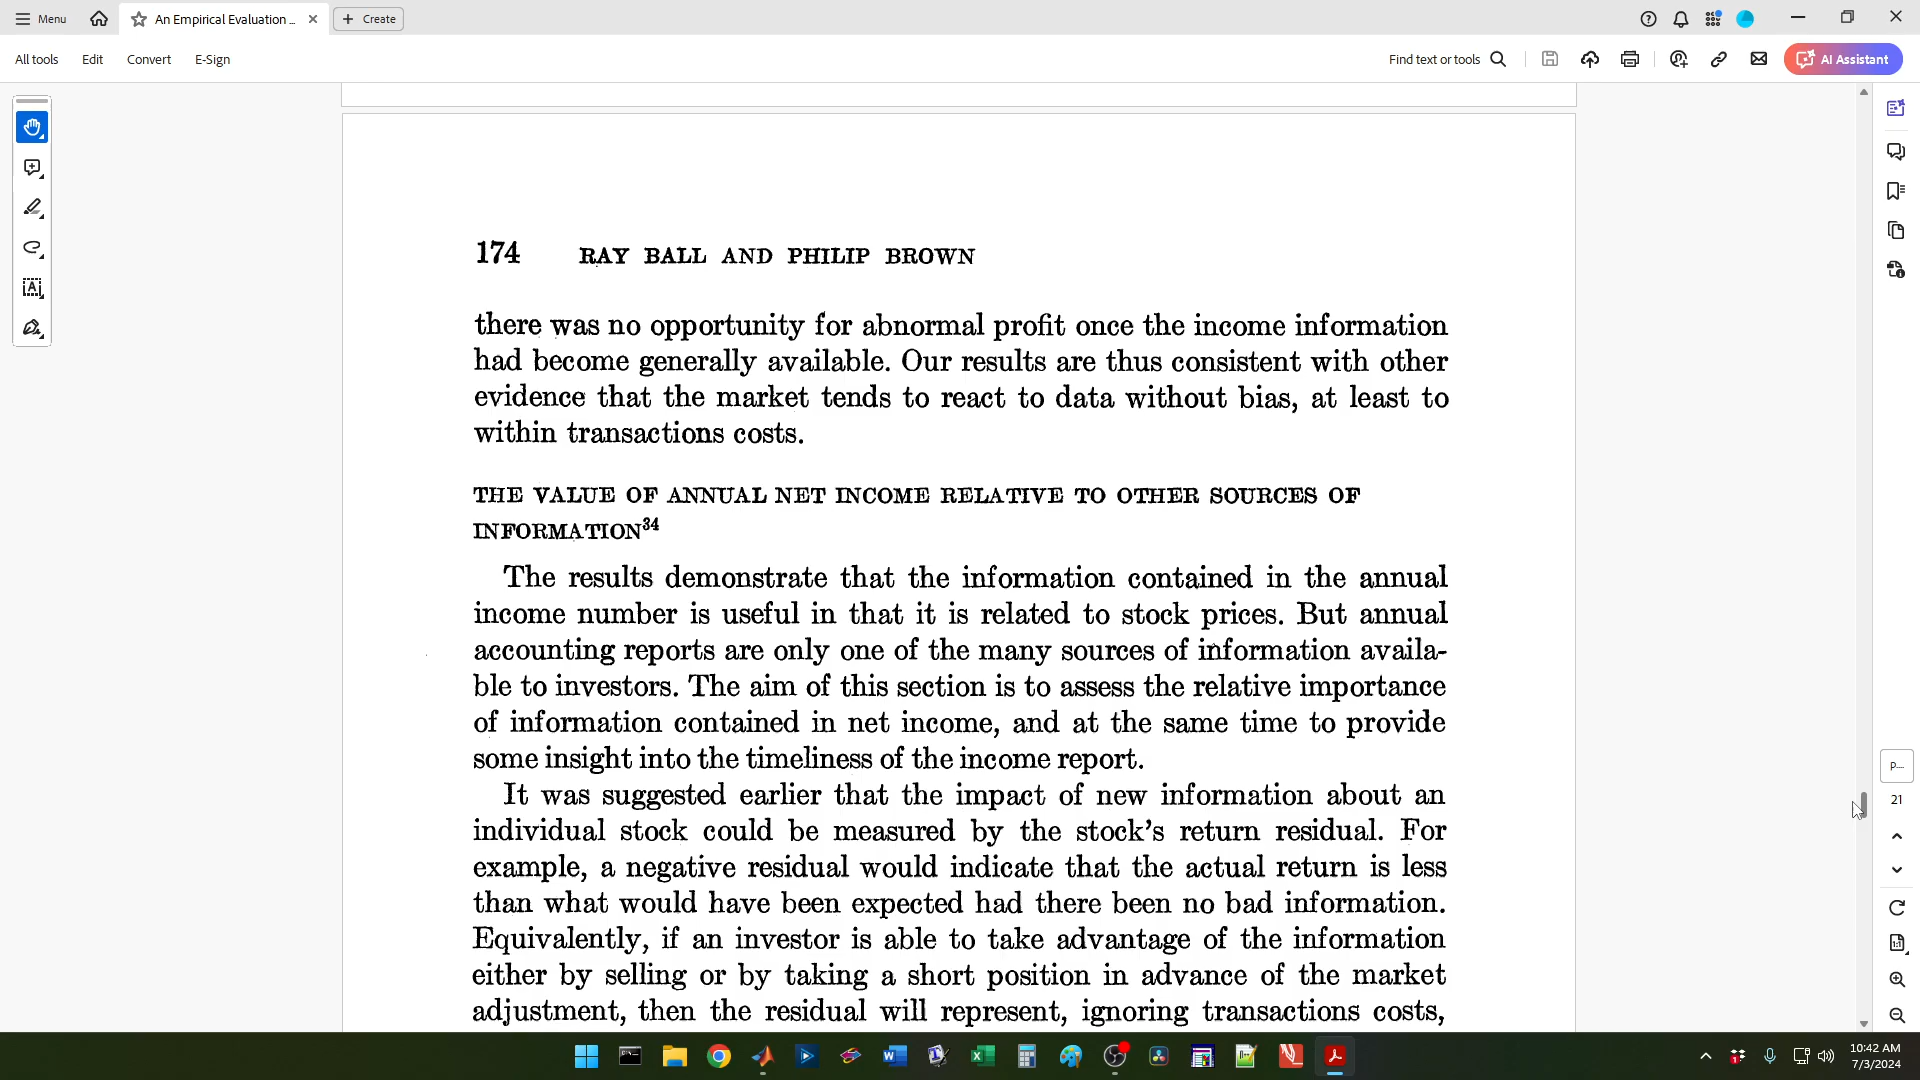 Menu
An Empirical Evaluation ...
Create
All tools
Edit
Convert
E-Sign
Find text or tools
AI Assistant
174 RAY BALL AND PHILIP BROWN
there was no opportunity for abnormal profit once the income information
had become generally available. Our results are thus consistent with other
evidence that the market tends to react to data without bias, at least to
within transactions costs.
THE VALUE OF ANNUAL NET INCOME RELATIVE TO OTHER SOURCES OF
INFORMATION34
The results demonstrate that the information contained in the annual
income number is useful in that it is related to stock prices. But annual
accounting reports are only one of the many sources of information availa-
ble to investors. The aim of this section is to assess the relative importance
of information contained in net income, and at the same time to provide
some insight into the timeliness of the income report.
It was suggested earlier that the impact of new information about an
individual stock could be measured by the stock's return residual. For
example, a negative residual would indicate that the actual return is less
than what would have been expected had there been no bad information.
Equivalently, if an investor is able to take advantage of the information
either by selling or by taking a short position in advance of the market
adjustment, then the residual will represent, ignoring transactions costs,
P...
21
10:42 AM
7/3/2024